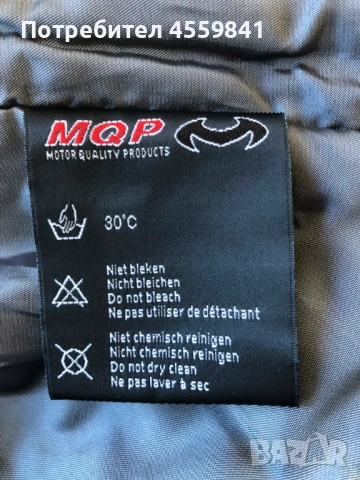 Потребител 4559841
MQP
MOTOR QUALITY PRODUCTS
30°C
Niet bleken
Nicht bleichen
Do not bleach
Ne pas utiliser de détachant
Niet chemisch reinigen
Nicht chemisch reinigen
Do not dry clean
Ne pas laver à sec
BAZAR